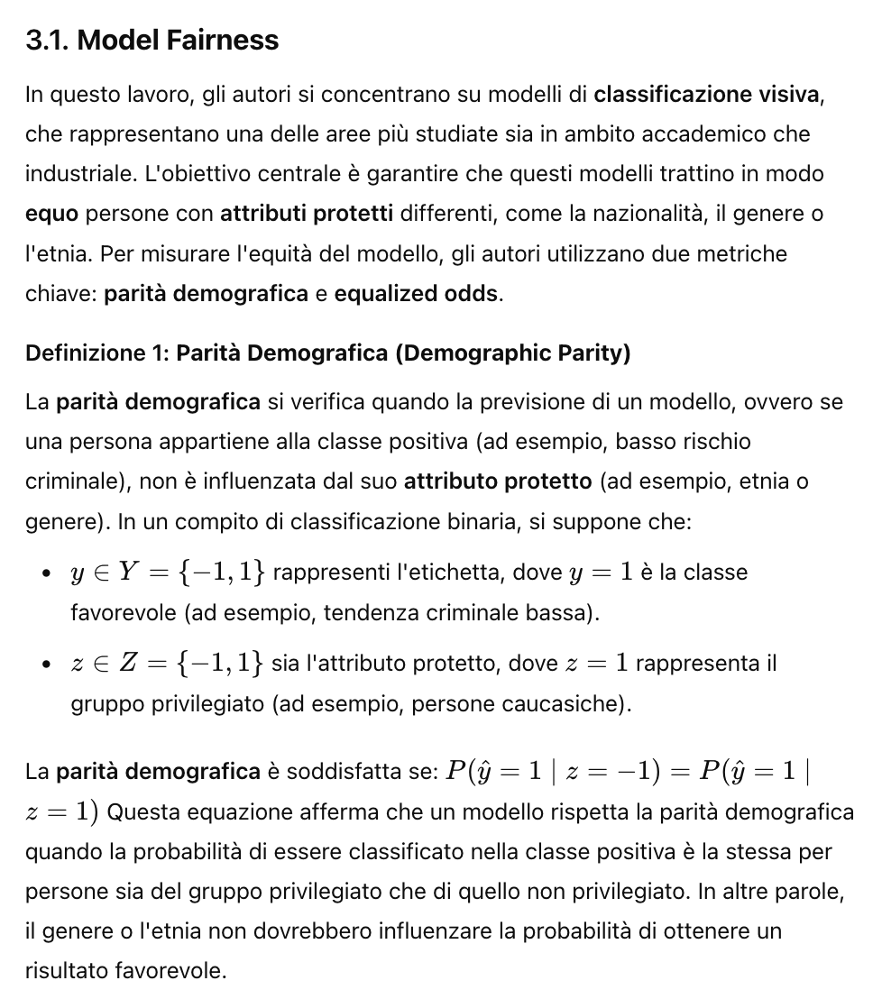 3.1. Model Fairness
In questo lavoro, gli autori si concentrano su modelli di classificazione visiva,
che rappresentano una delle aree più studiate sia in ambito accademico che
industriale. L'obiettivo centrale è garantire che questi modelli trattino in modo
equo persone con attributi protetti differenti, come la nazionalità, il genere o
l'etnia. Per misurare l'equità del modello, gli autori utilizzano due metriche
chiave: parità demografica e equalized odds.
Definizione 1: Parità Demografica (Demographic Parity)
La parità demografica si verifica quando la previsione di un modello, ovvero se
una persona appartiene alla classe positiva (ad esempio, basso rischio
criminale), non è influenzata dal suo attributo protetto (ad esempio, etnia o
genere). In un compito di classificazione binaria, si suppone che:
• y ∈ Y = {−1, 1} rappresenti l'etichetta, dove y = 1 è la classe
favorevole (ad esempio, tendenza criminale bassa).
• z ∈ Z = {−1, 1} sia l'attributo protetto, dove z = 1 rappresenta il
gruppo privilegiato (ad esempio, persone caucasiche).
La parità demografica è soddisfatta se: P(ŷ = 1 | z = −1) = P(ŷ = 1 |
z = 1) Questa equazione afferma che un modello rispetta la parità demografica
quando la probabilità di essere classificato nella classe positiva è la stessa per
persone sia del gruppo privilegiato che di quello non privilegiato. In altre parole,
il genere o l'etnia non dovrebbero influenzare la probabilità di ottenere un
risultato favorevole.